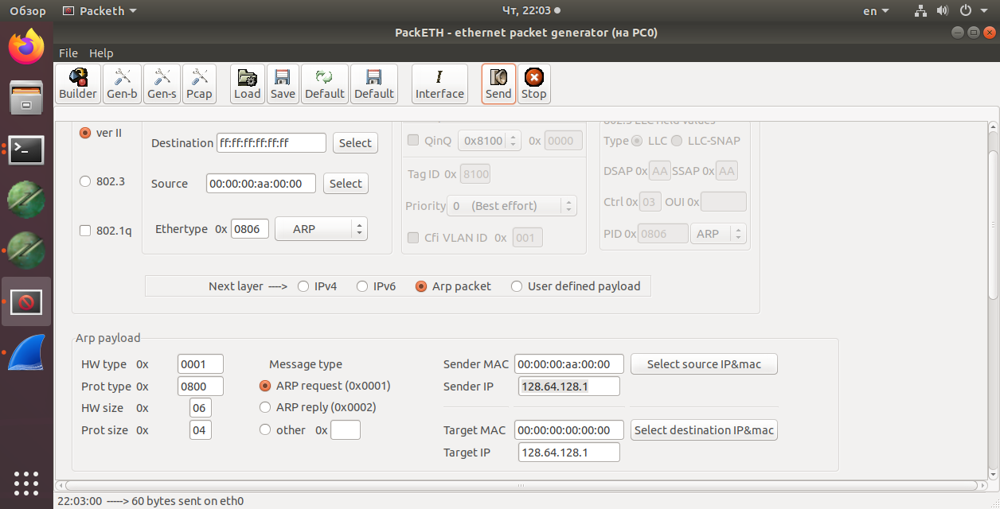 Обзор Packeth Чт, 22:03 en
PackETH - ethernet packet generator (на PC0)
File Help
Builder Gen-b Gen-s Pcap Load Save Default Default Interface Send Stop
802.3 LLC field values
ver II Destination ff:ff:ff:ff:ff:ff Select QinQ 0x8100 0x 0000 Type LLC LLC-SNAP
Tag ID 0x 8100 DSAP 0x AA SSAP 0x AA
802.3 Source 00:00:00:aa:00:00 Select
Priority 0 (Best effort) Ctrl 0x 03 OUI 0x
802.1q Ethertype 0x 0806 ARP Cfi VLAN ID 0x 001 PID 0x 0806 ARP
Next layer ----> IPv4 IPv6 Arp packet User defined payload
Arp payload
HW type 0x 0001 Message type Sender MAC 00:00:00:aa:00:00 Select source IP&mac
Prot type 0x 0800 ARP request (0x0001) Sender IP 128.64.128.1
HW size 0x 06 ARP reply (0x0002)
Prot size 0x 04 other 0x Target MAC 00:00:00:00:00:00 Select destination IP&mac
Target IP 128.64.128.1
22:03:00 -----> 60 bytes sent on eth0